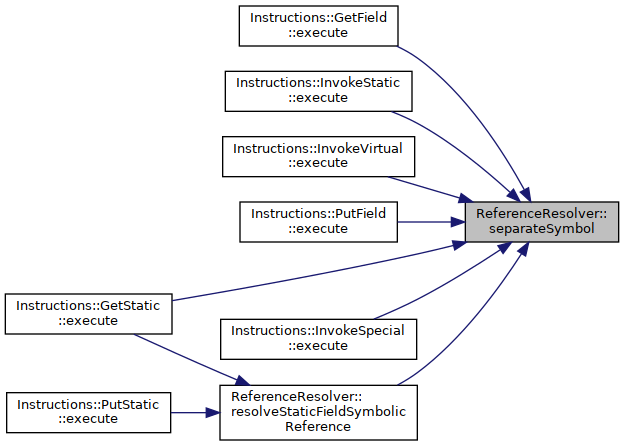 Instructions::GetField
::execute
Instructions::InvokeStatic
::execute
Instructions::InvokeVirtual
::execute
Instructions::PutField
::execute
ReferenceResolver::
separateSymbol
Instructions::GetStatic
::execute
Instructions::InvokeSpecial
::execute
Instructions::PutStatic
::execute
ReferenceResolver::
resolveStaticFieldSymbolic
Reference